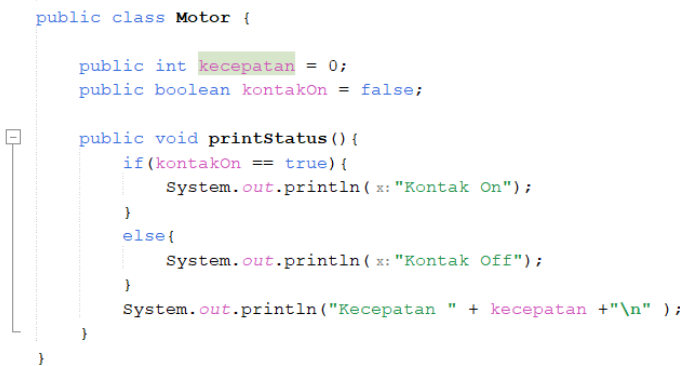 public class Motor {
public int kecepatan = 0;
public boolean kontakOn = false;
public void printStatus(){
if(kontakOn == true){
System.out.println( x: "Kontak On");
}
else{
System.out.println( x: "Kontak Off");
}
System.out.println("Kecepatan " + kecepatan +"\n" );
}
}